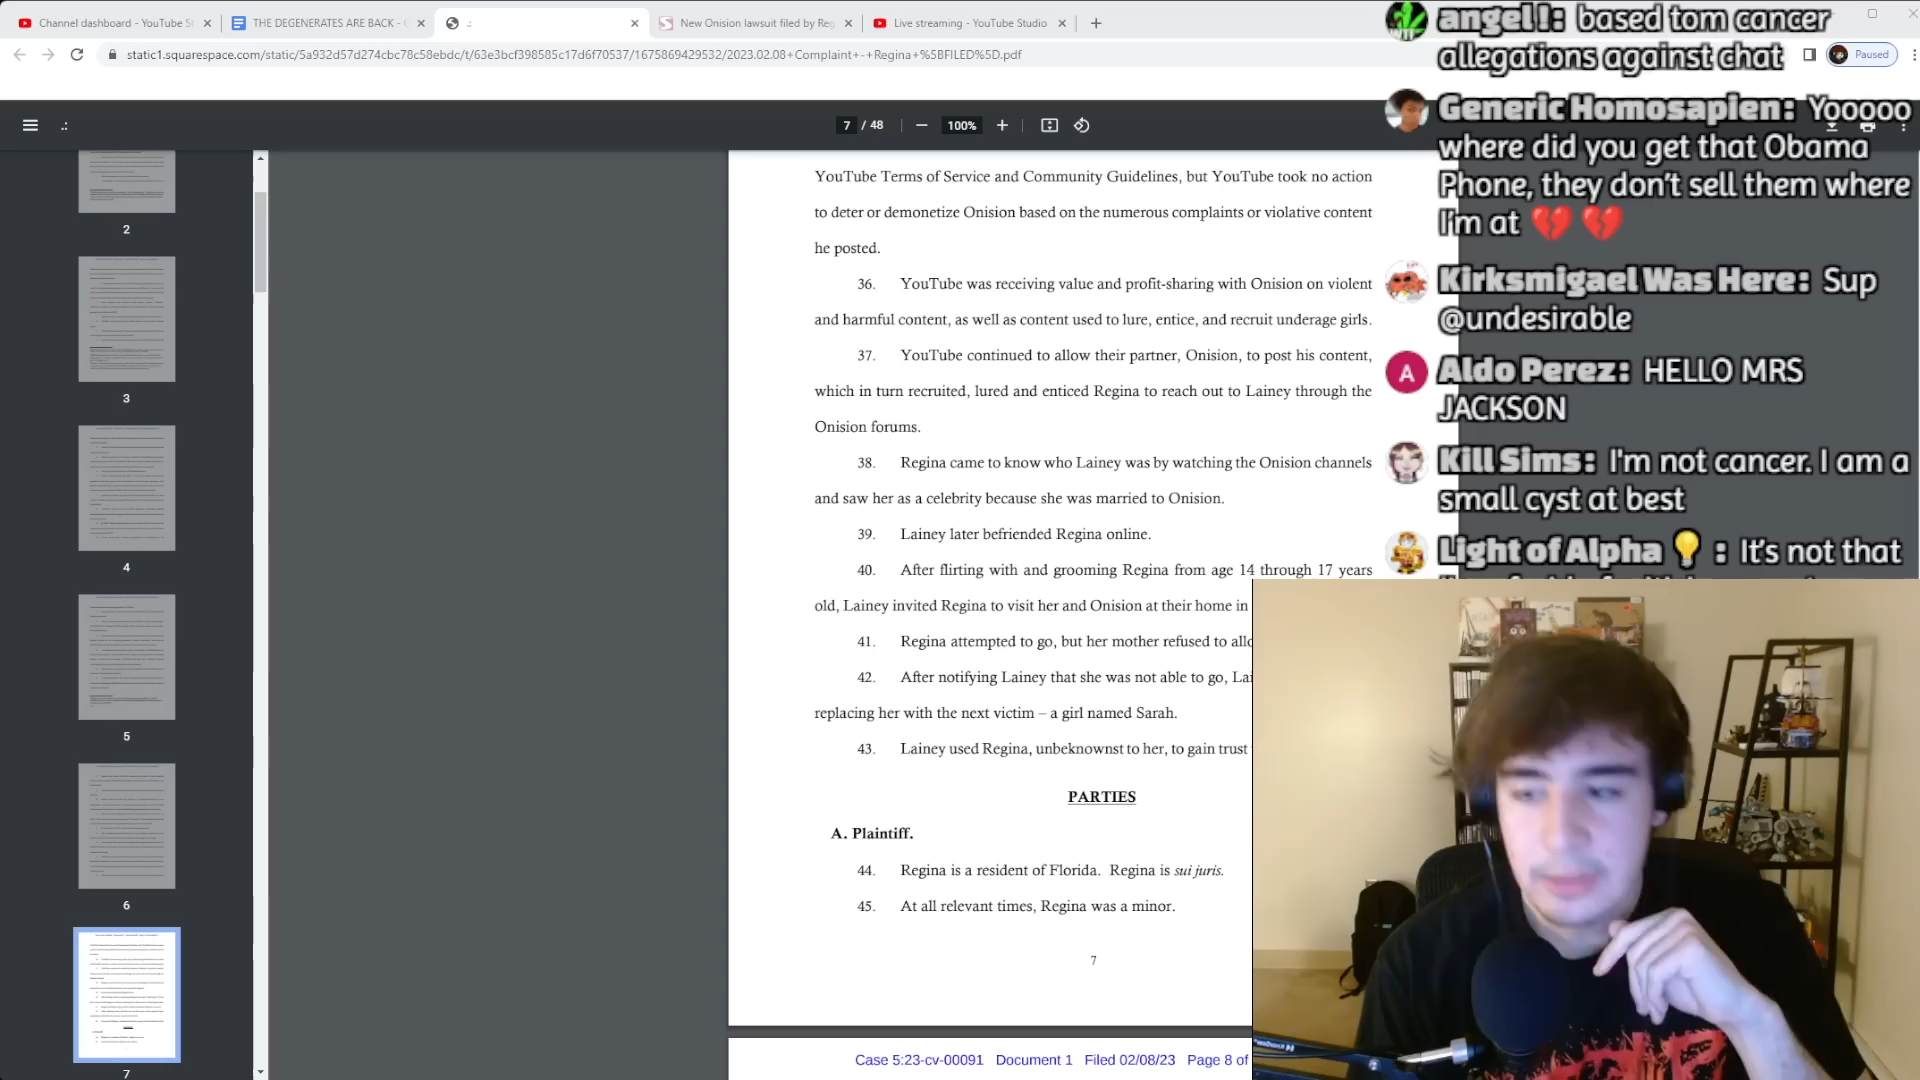 Channel dashboard - YouTube St
THE DEGENERATES ARE BACK -
.:
New Onision lawsuit filed by Reg
Live streaming - YouTube Studio
static1.squarespace.com/static/5a932d57d274cbc78c58ebdc/t/63e3bcf398585c17d6f70537/1675869429532/2023.02.08+Complaint+-+Regina+%5BFILED%5D.pdf
Paused
.:
7 / 48
100%
2
3
4
5
6
7
YouTube Terms of Service and Community Guidelines, but YouTube took no action
to deter or demonetize Onision based on the numerous complaints or violative content
he posted.
36. YouTube was receiving value and profit-sharing with Onision on violent
and harmful content, as well as content used to lure, entice, and recruit underage girls.
37. YouTube continued to allow their partner, Onision, to post his content,
which in turn recruited, lured and enticed Regina to reach out to Lainey through the
Onision forums.
38. Regina came to know who Lainey was by watching the Onision channels
and saw her as a celebrity because she was married to Onision.
39. Lainey later befriended Regina online.
40. After flirting with and grooming Regina from age 14 through 17 years
old, Lainey invited Regina to visit her and Onision at their home in
41. Regina attempted to go, but her mother refused to allo
42. After notifying Lainey that she was not able to go, Lai
replacing her with the next victim – a girl named Sarah.
43. Lainey used Regina, unbeknownst to her, to gain trust
PARTIES
A. Plaintiff.
44. Regina is a resident of Florida. Regina is sui juris.
45. At all relevant times, Regina was a minor.
7
Case 5:23-cv-00091 Document 1 Filed 02/08/23 Page 8 of
based tom cancer
allegations against chat
Generic Homosapien: Yooooo
where did you get that Obama
Phone, they don't sell them where
I'm at 💔 💔
Kirksmigael Was Here: Sup
@undesirable
A
Aldo Perez: HELLO MRS
JACKSON
Kill Sims: I'm not cancer. I am a
small cyst at best
Light of Alpha 💡: It's not that